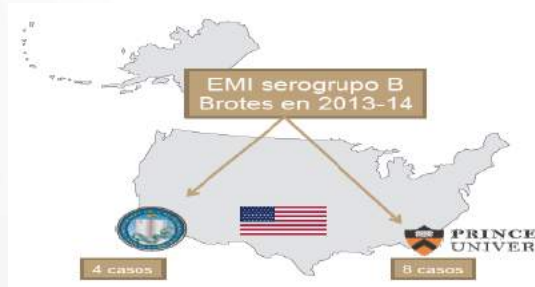 EMI serogrupo B
Brotes en 2013-14
PRINCE
UNIVER
4 casos
8 casos